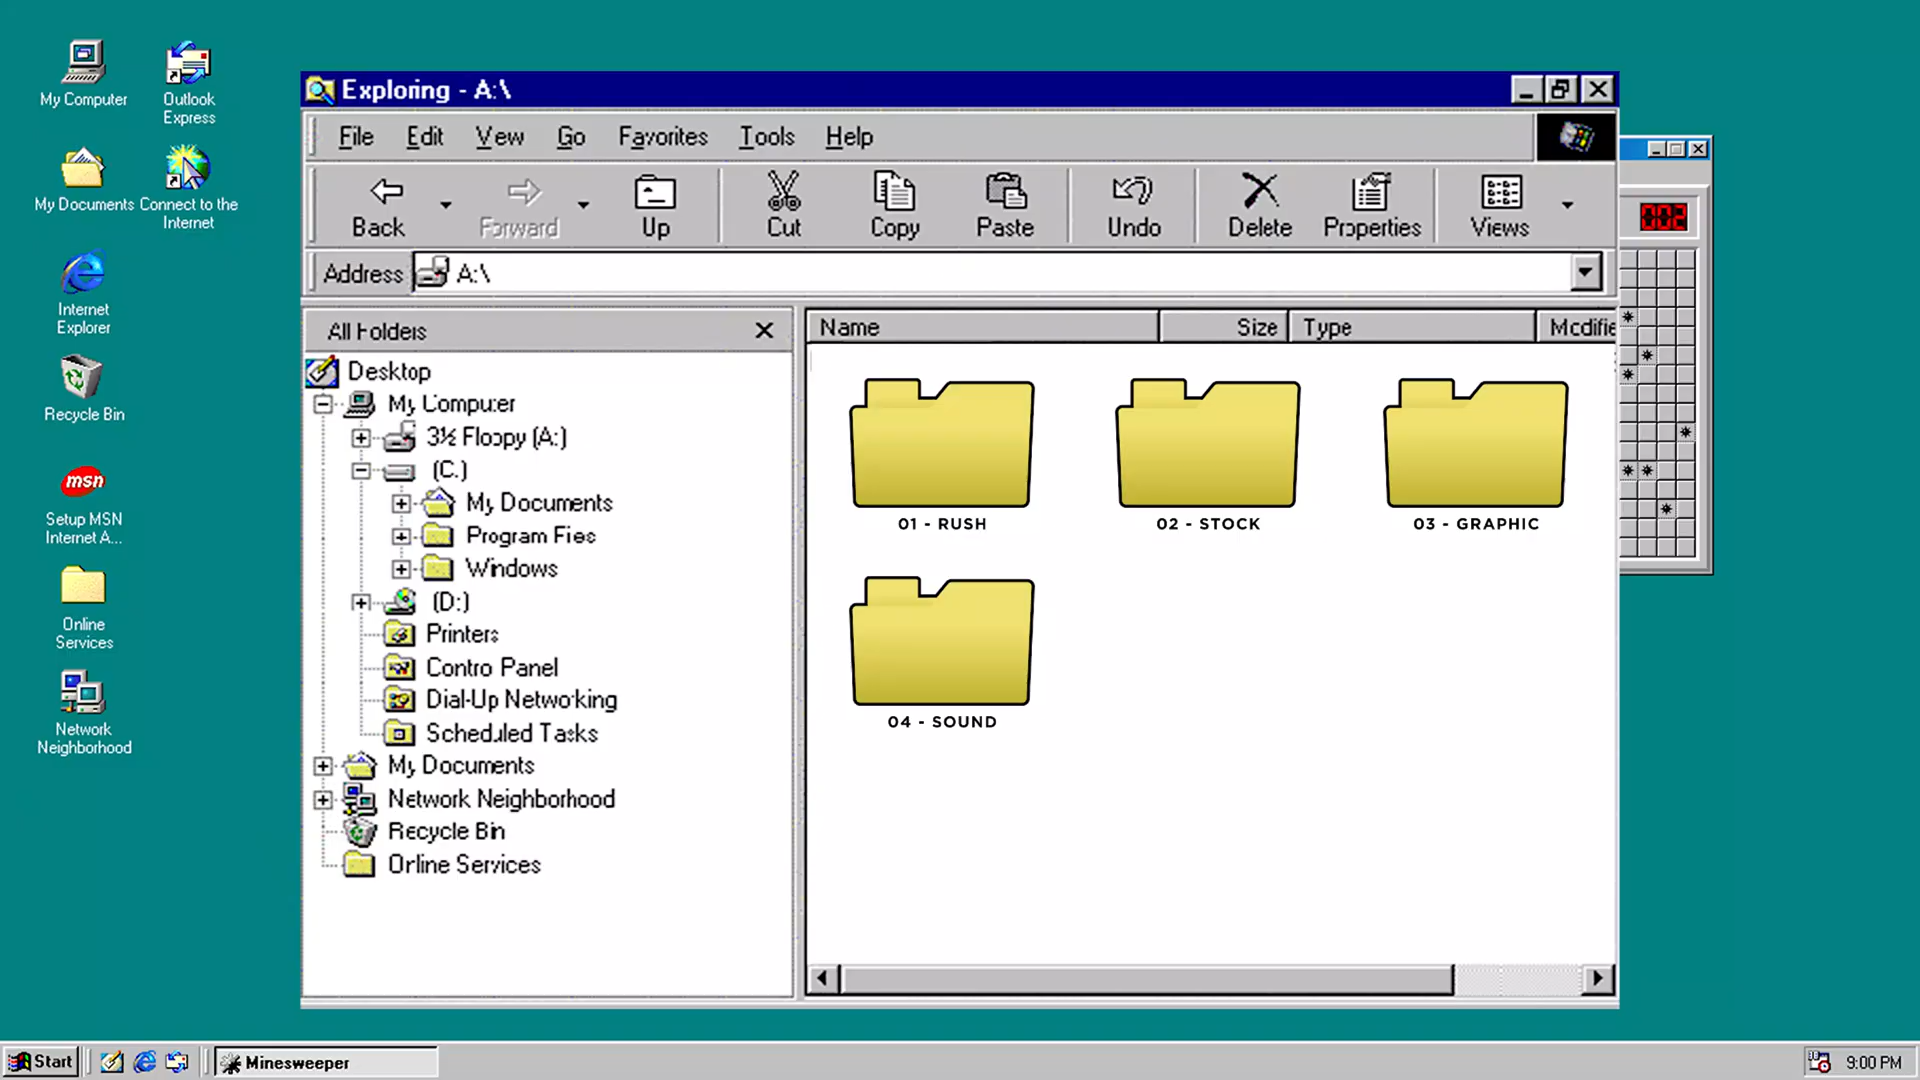 My Computer
Outlook
Express
My Documents
Connect to the
Internet
Internet
Explorer
Recycle Bin
msn
Setup MSN
Internet A...
Online
Services
Network
Neighborhood
Exploring - A:\
File Edit View Go Favorites Tools Help
Back Forward Up Cut Copy Paste Undo Delete Properties Views
Address A:\
All Folders
Desktop
My Computer
3½ Floppy (A:)
(C:)
My Documents
Program Files
Windows
(D:)
Printers
Control Panel
Dial-Up Networking
Scheduled Tasks
My Documents
Network Neighborhood
Recycle Bin
Online Services
Name Size Type Modifie
01 - RUSH
02 - STOCK
03 - GRAPHIC
04 - SOUND
002
Start
Minesweeper
9:00 PM